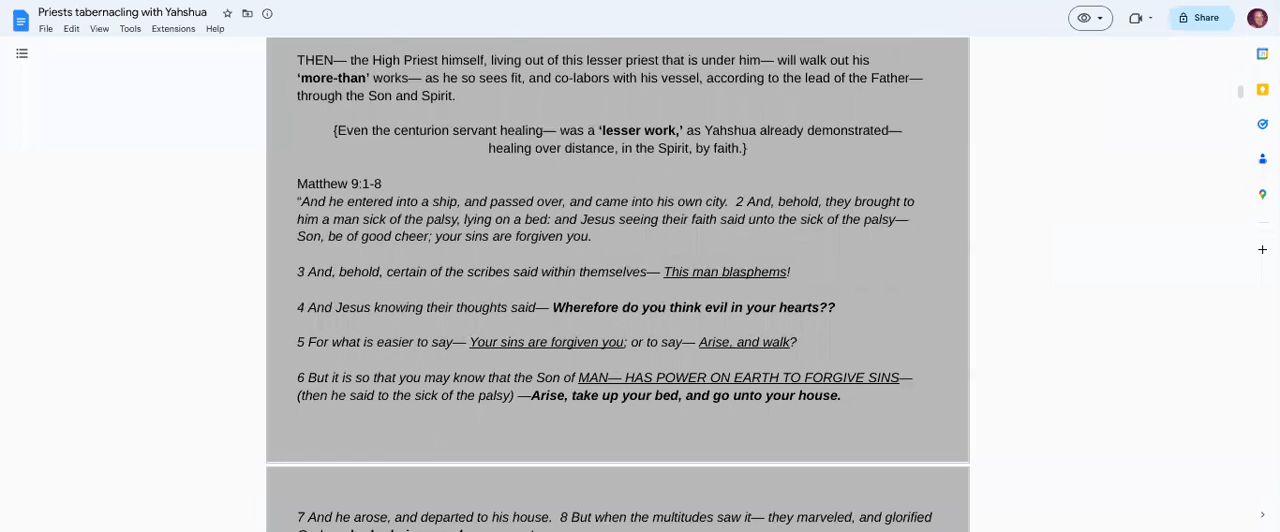 Priests tabernacling with Yahshua
File Edit View Tools Extensions Help
Share
THEN— the High Priest himself, living out of this lesser priest that is under him— will walk out his
'more-than' works— as he so sees fit, and co-labors with his vessel, according to the lead of the Father—
through the Son and Spirit.
{Even the centurion servant healing— was a 'lesser work,' as Yahshua already demonstrated—
healing over distance, in the Spirit, by faith.}
Matthew 9:1-8
"And he entered into a ship, and passed over, and came into his own city.  2 And, behold, they brought to
him a man sick of the palsy, lying on a bed: and Jesus seeing their faith said unto the sick of the palsy—
Son, be of good cheer; your sins are forgiven you.
3 And, behold, certain of the scribes said within themselves— This man blasphems!
4 And Jesus knowing their thoughts said— Wherefore do you think evil in your hearts??
5 For what is easier to say— Your sins are forgiven you; or to say— Arise, and walk?
6 But it is so that you may know that the Son of MAN— HAS POWER ON EARTH TO FORGIVE SINS—
(then he said to the sick of the palsy) —Arise, take up your bed, and go unto your house.
7 And he arose, and departed to his house.  8 But when the multitudes saw it— they marveled, and glorified